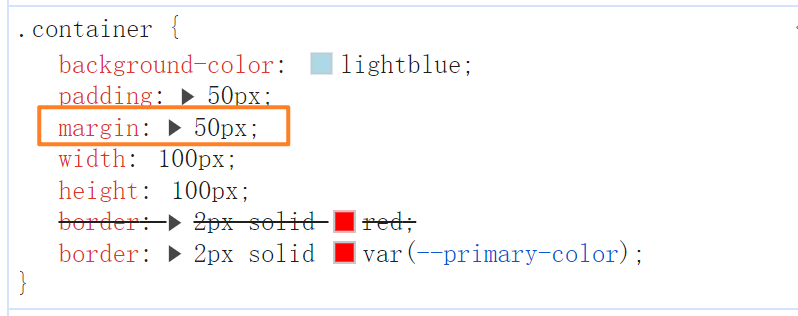 .container {
background-color: lightblue;
padding: ▶ 50px;
margin: ▶ 50px;
width: 100px;
height: 100px;
border: ▶ 2px solid red;
border: ▶ 2px solid var(--primary-color);
}